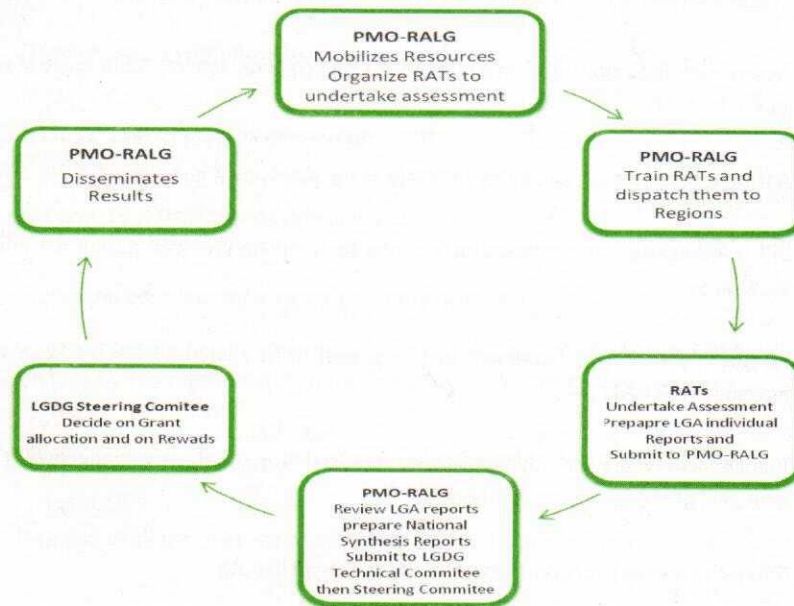 PMO-RALG
Mobilizes Resources
Organize RATs to
undertake assessment
PMO-RALG
Train RATs and
dispatch them to
Regions
RATs
Undertake Assessment
Prepapre LGA individual
Reports and
Submit to PMO-RALG
PMO-RALG
Review LGA reports
prepare National
Synthesis Reports
Submit to LGDG
Technical Commitee
then Steering Commitee
LGDG Steering Comitee
Decide on Grant
allocation and on Rewads
PMO-RALG
Disseminates
Results